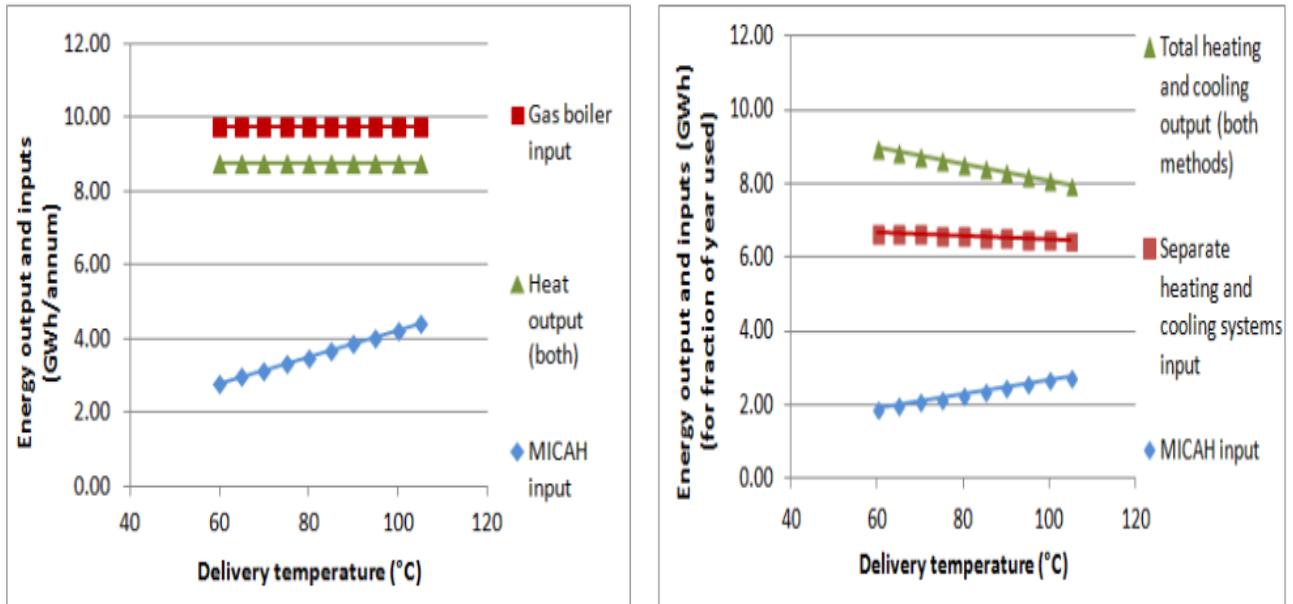 Energy output and inputs
(GWh/annum)
12.00
10.00
8.00
6.00
4.00
2.00
0.00
40
60
80
100
120
Delivery temperature (°C)
Gas boiler
input
Heat
output
(both)
MICAH
input
Energy output and inputs (GWh)
(for fraction of year used)
12.00
10.00
8.00
6.00
4.00
2.00
0.00
40
60
80
100
120
Delivery temperature (°C)
Total heating
and cooling
output (both
methods)
Separate
heating and
cooling systems
input
MICAH input